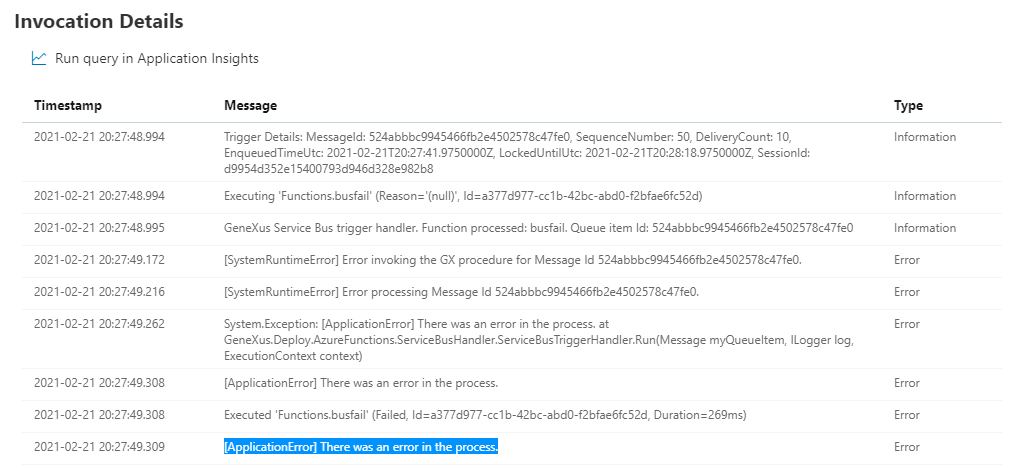 Invocation Details
Run query in Application Insights
Timestamp Message Type
2021-02-21 20:27:48.994 Trigger Details: MessageId: 524abbbc9945466fb2e4502578c47fe0, SequenceNumber: 50, DeliveryCount: 10, Information
EnqueuedTimeUtc: 2021-02-21T20:27:41.9750000Z, LockedUntilUtc: 2021-02-21T20:28:18.9750000Z, SessionId:
d9954d352e15400793d946d328e982b8
2021-02-21 20:27:48.994 Executing 'Functions.busfail' (Reason='(null)', Id=a377d977-cc1b-42bc-abd0-f2bfae6fc52d) Information
2021-02-21 20:27:48.995 GeneXus Service Bus trigger handler. Function processed: busfail. Queue item Id: 524abbbc9945466fb2e4502578c47fe0 Information
2021-02-21 20:27:49.172 [SystemRuntimeError] Error invoking the GX procedure for Message Id 524abbbc9945466fb2e4502578c47fe0. Error
2021-02-21 20:27:49.216 [SystemRuntimeError] Error processing Message Id 524abbbc9945466fb2e4502578c47fe0. Error
2021-02-21 20:27:49.262 System.Exception: [ApplicationError] There was an error in the process. at Error
GeneXus.Deploy.AzureFunctions.ServiceBusHandler.ServiceBusTriggerHandler.Run(Message myQueueItem, ILogger log,
ExecutionContext context)
2021-02-21 20:27:49.308 [ApplicationError] There was an error in the process. Error
2021-02-21 20:27:49.308 Executed 'Functions.busfail' (Failed, Id=a377d977-cc1b-42bc-abd0-f2bfae6fc52d, Duration=269ms) Error
2021-02-21 20:27:49.309 [ApplicationError] There was an error in the process. Error